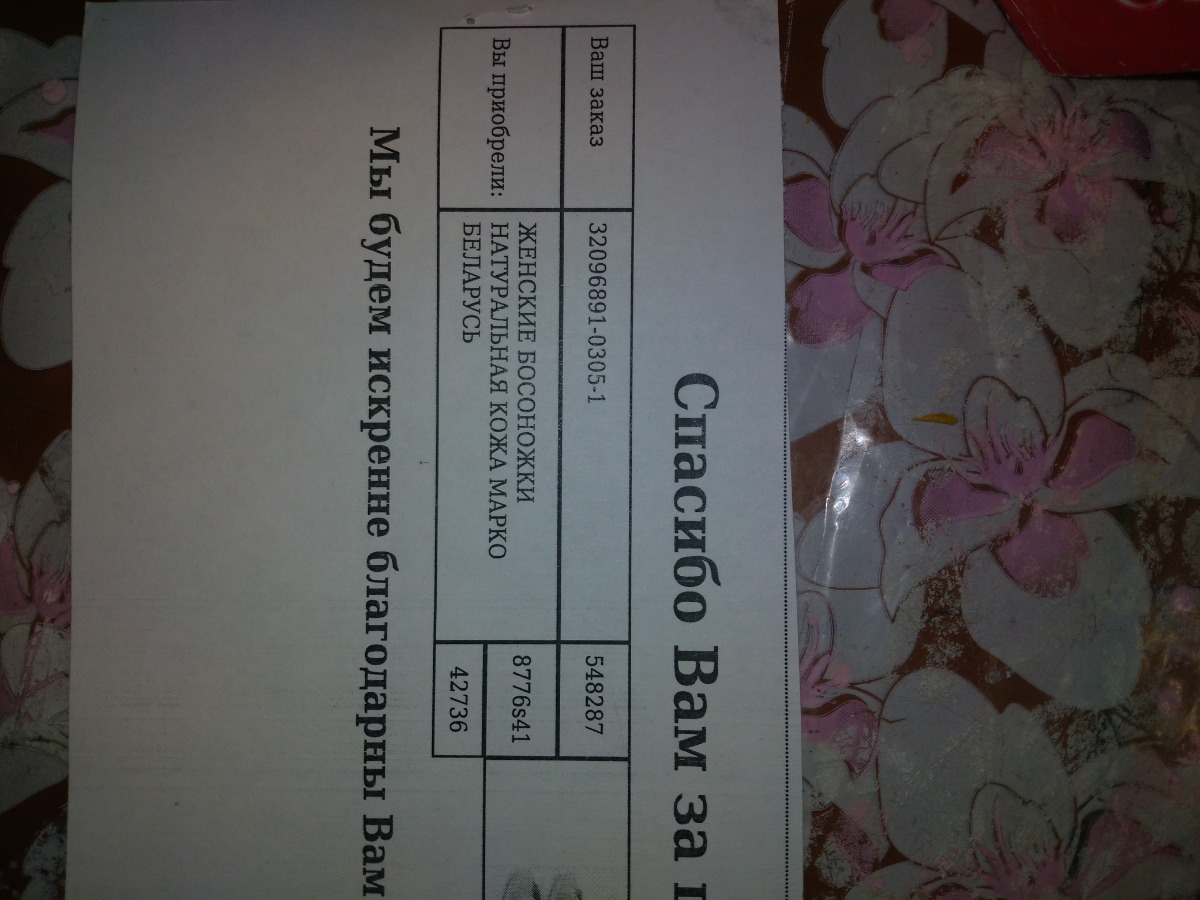 Спасибо Вам за
Ваш заказ
32096891-0305-1
548287
Вы приобрели:
ЖЕНСКИЕ БОСОНОЖКИ
НАТУРАЛЬНАЯ КОЖА МАРКО
БЕЛАРУСЬ
8776s41
42736
Мы будем искренне благодарны Вам